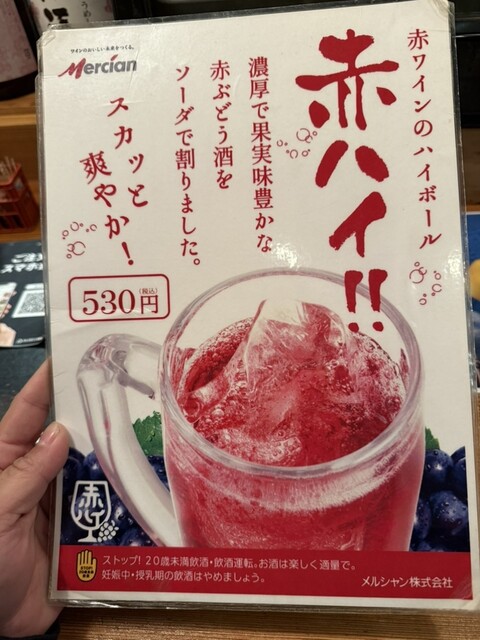 ワインのおいしい未来をつくる。
Mercian
赤ワインのハイボール
赤ハイ!!
濃厚で果実味豊かな
赤ぶどう酒を
ソーダで割りました。
スカッと
爽やか!
530円(税込)
赤ハイ
ストップ!20歳未満飲酒・飲酒運転。お酒は楽しく適量で。
妊娠中・授乳期の飲酒はやめましょう。
メルシャン株式会社